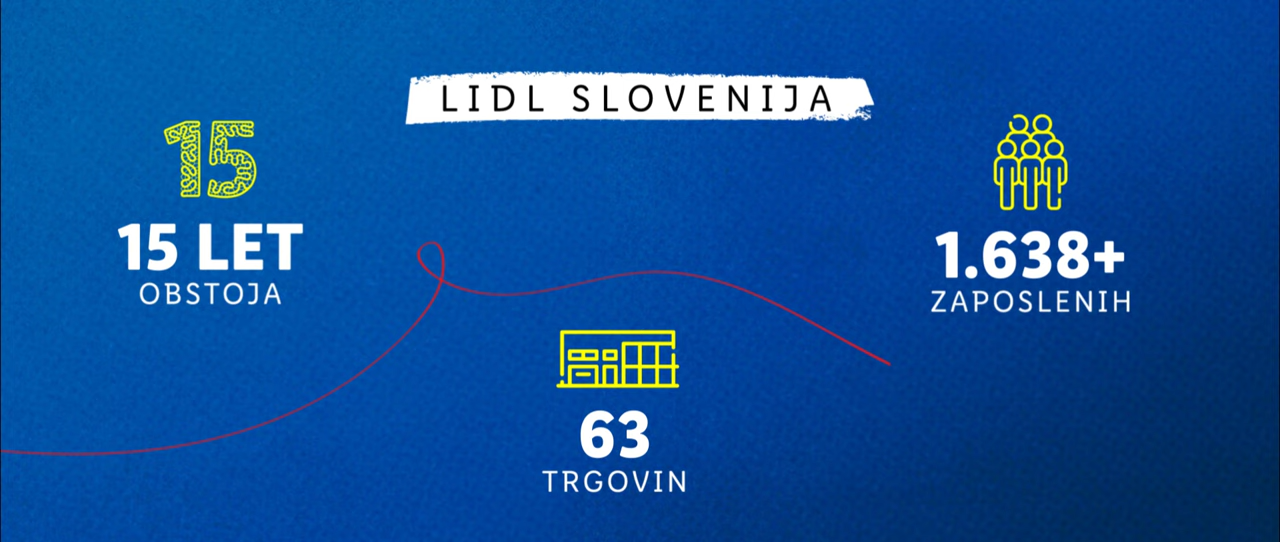 LIDL SLOVENIJA
15
15 LET
OBSTOJA
1.638+
ZAPOSLENIH
63
TRGOVIN